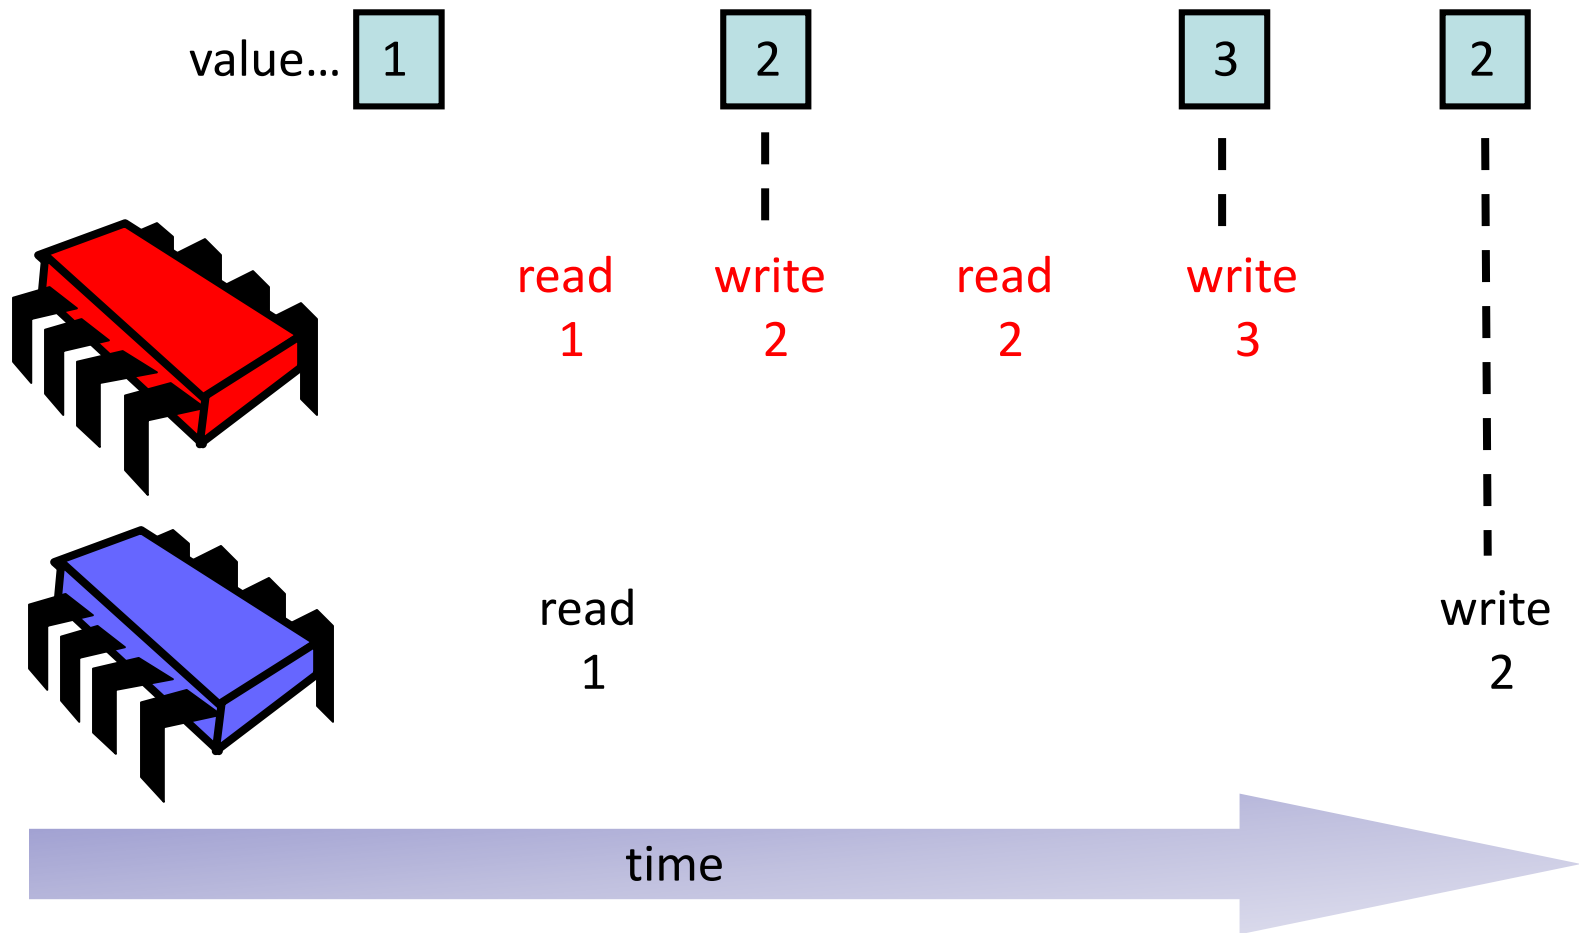 value… 1 2 3 2
read write read write
1 2 2 3
read write
1 2
time